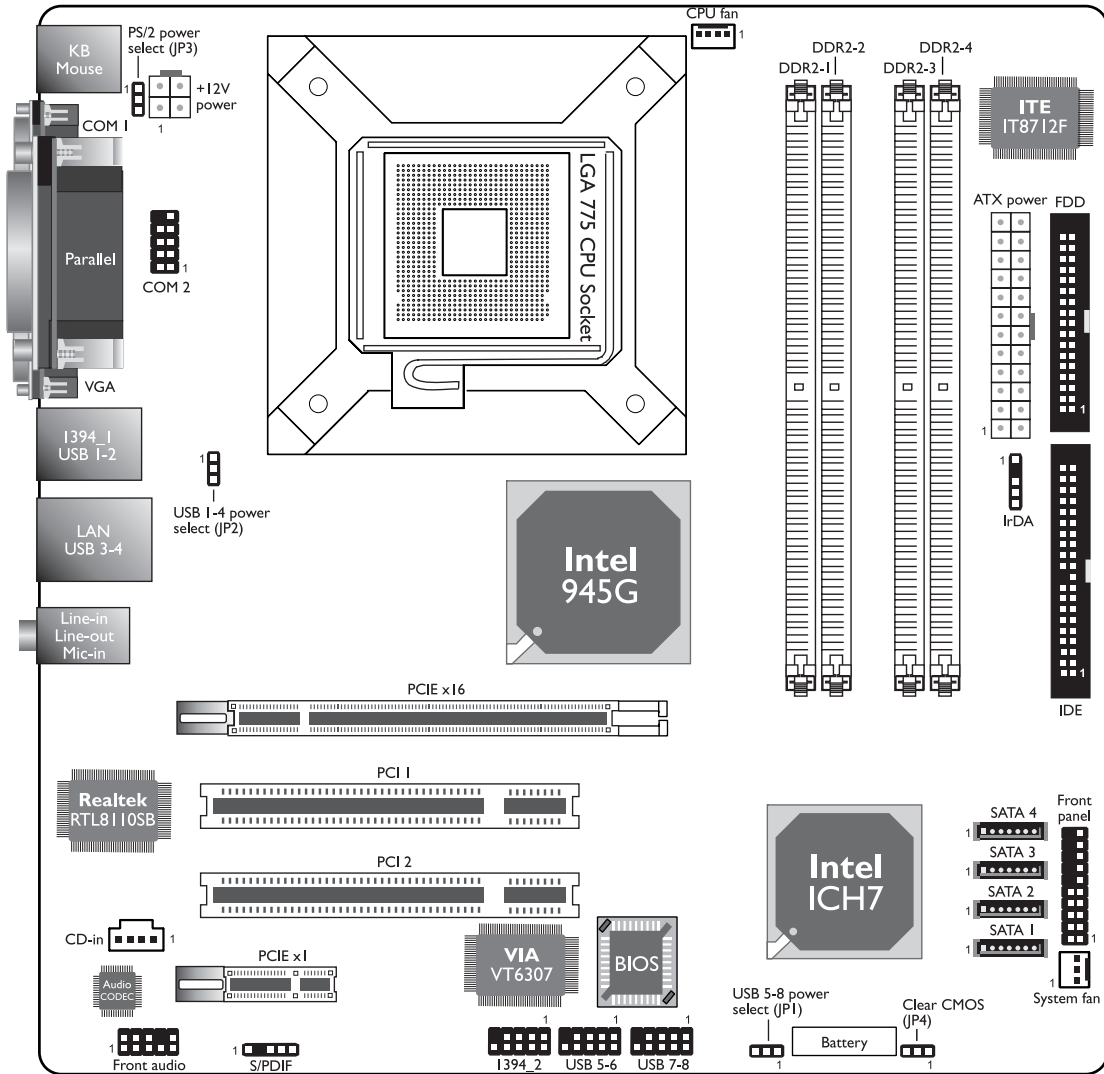 CPU fan
1
KB
Mouse
PS/2 power
select (JP3)
1
+12V
power
1
DDR2-2
DDR2-1
DDR2-4
DDR2-3
ITE
IT8712F
COM 1
Parallel
COM 2
1
VGA
LGA 775 CPU Socket
ATX power
1
FDD
1
1394_1
USB 1-2
1
USB 1-4 power
select (JP2)
LAN
USB 3-4
Intel
945G
1
IrDA
1
IDE
Line-in
Line-out
Mic-in
PCIE x16
Realtek
RTL8110SB
PCI 1
PCI 2
Intel
ICH7
SATA 4
1
SATA 3
1
SATA 2
1
SATA 1
1
Front
panel
1
1
System fan
CD-in
1
Audio
CODEC
PCIE x1
VIA
VT6307
BIOS
1
Front audio
1
S/PDIF
1
1394_2
1
USB 5-6
1
USB 7-8
USB 5-8 power
select (JP1)
1
Battery
Clear CMOS
(JP4)
1